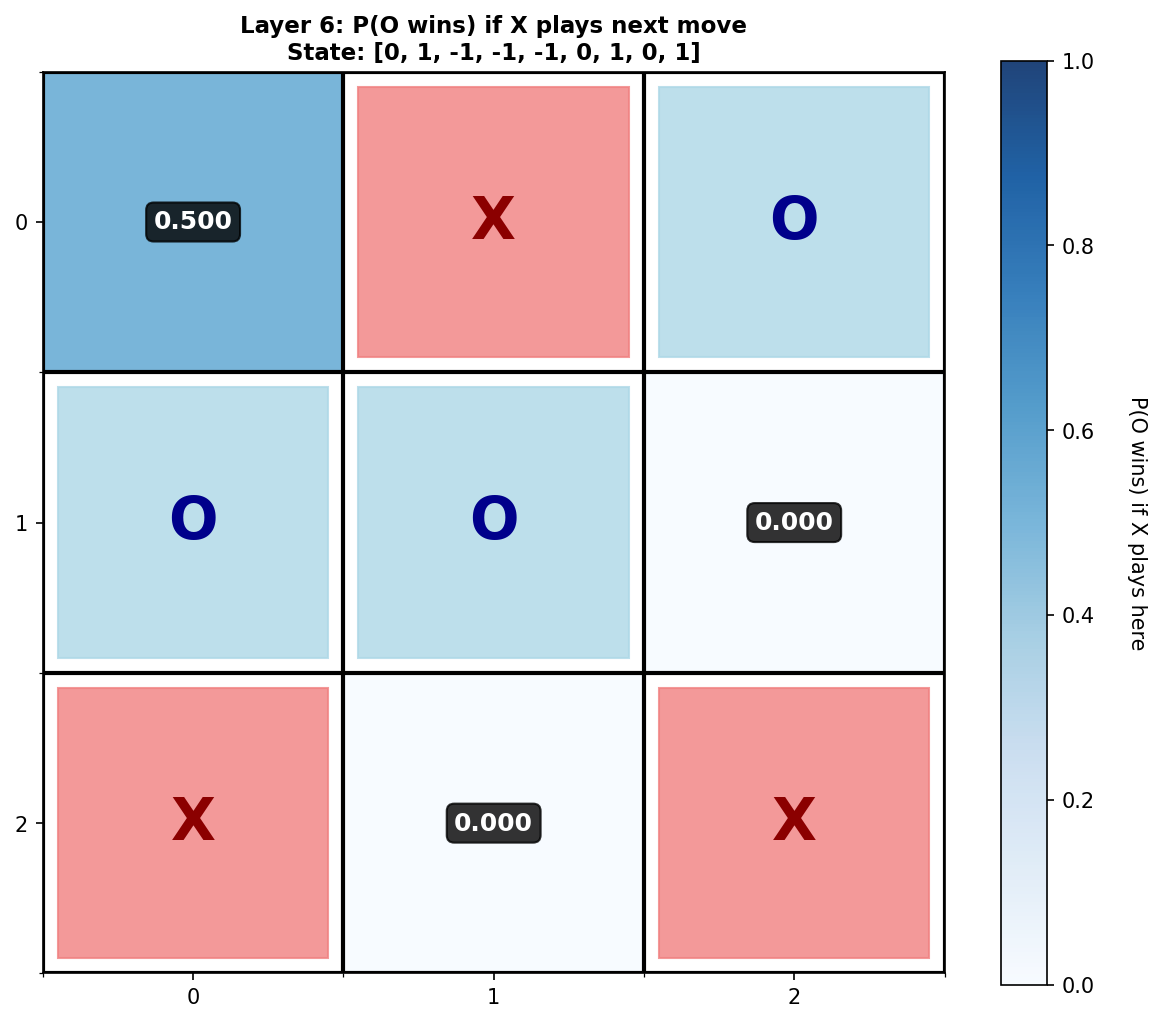 Layer 6: P(O wins) if X plays next move
State: [0, 1, -1, -1, -1, 0, 1, 0, 1]
0
0.500
X
O
1
O
O
0.000
2
X
0.000
X
0
1
2
1.0
0.8
0.6
0.4
0.2
0.0
P(O wins) if X plays here